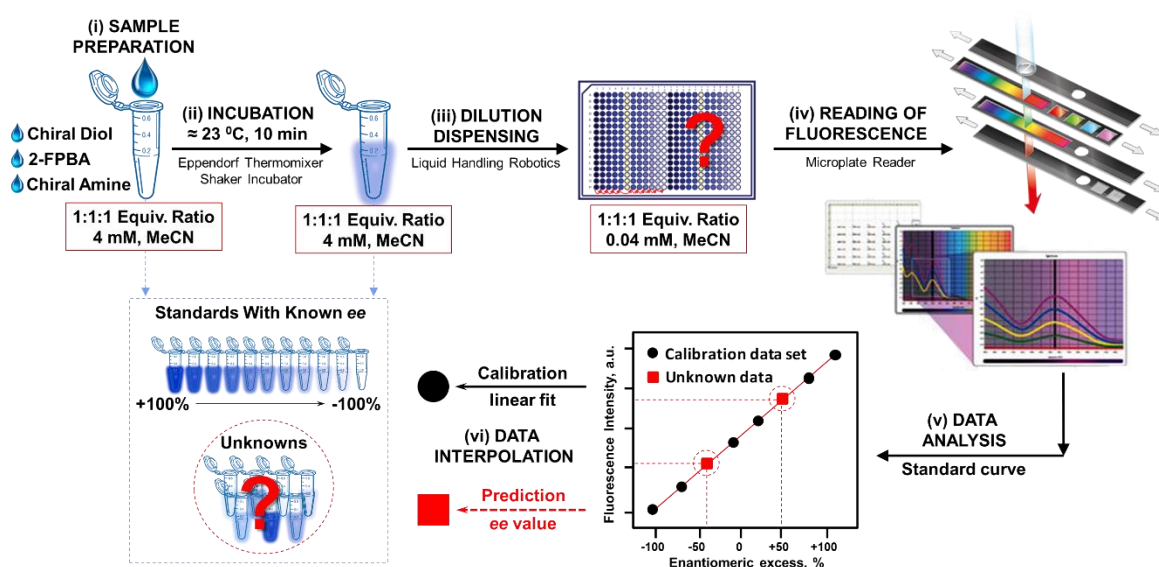 (i) SAMPLE
PREPARATION
Chiral Diol
2-FPBA
Chiral Amine
1:1:1 Equiv. Ratio
4 mM, MeCN
(ii) INCUBATION
≈ 23 ⁰C, 10 min
Eppendorf Thermomixer
Shaker Incubator
1:1:1 Equiv. Ratio
4 mM, MeCN
(iii) DILUTION
DISPENSING
Liquid Handling Robotics
?
1:1:1 Equiv. Ratio
0.04 mM, MeCN
(iv) READING OF
FLUORESCENCE
Microplate Reader
(v) DATA
ANALYSIS
Standard curve
Fluorescence Intensity, a.u.
Calibration data set
Unknown data
-100 -50 0 +50 +100
Enantiomeric excess, %
Calibration
linear fit
(vi) DATA
INTERPOLATION
Prediction
ee value
Standards With Known ee
+100% -100%
Unknowns
?